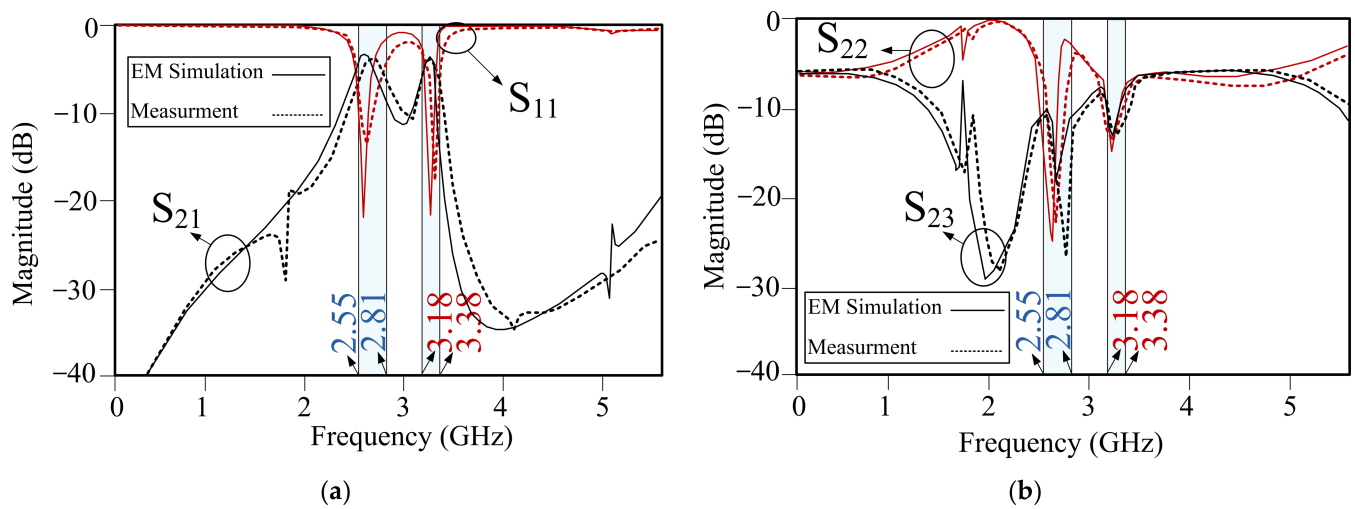 0
−10
−20
−30
−40
Magnitude (dB)
EM Simulation
Measurment
S11
S21
2.55
2.81
3.18
3.38
0 1 2 3 4 5
Frequency (GHz)
(a)
0
−10
−20
−30
−40
Magnitude (dB)
S22
S23
EM Simulation
Measurment
2.55
2.81
3.18
3.38
0 1 2 3 4 5
Frequency (GHz)
(b)